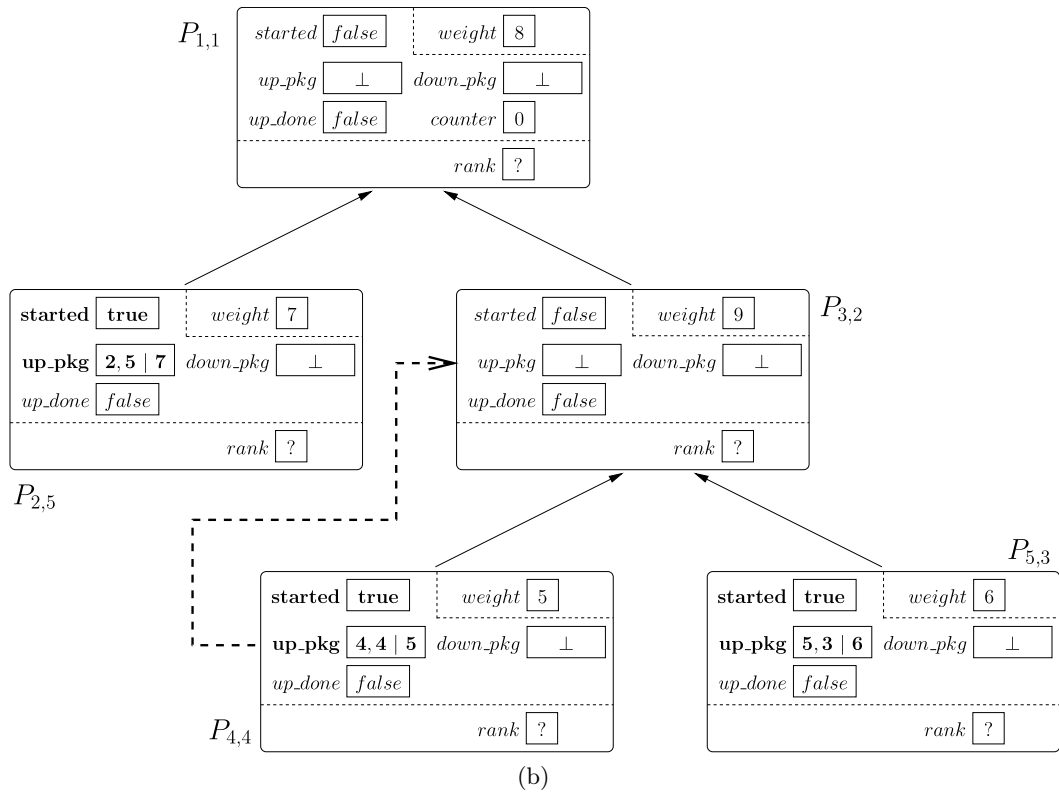 P1,1
started false weight 8
up_pkg ⊥ down_pkg ⊥
up_done false counter 0
rank ?
started true weight 7
up_pkg 2, 5 | 7 down_pkg ⊥
up_done false
rank ?
P2,5
P3,2
started false weight 9
up_pkg ⊥ down_pkg ⊥
up_done false
rank ?
started true weight 5
up_pkg 4, 4 | 5 down_pkg ⊥
up_done false
rank ?
P4,4
P5,3
started true weight 6
up_pkg 5, 3 | 6 down_pkg ⊥
up_done false
rank ?
(b)